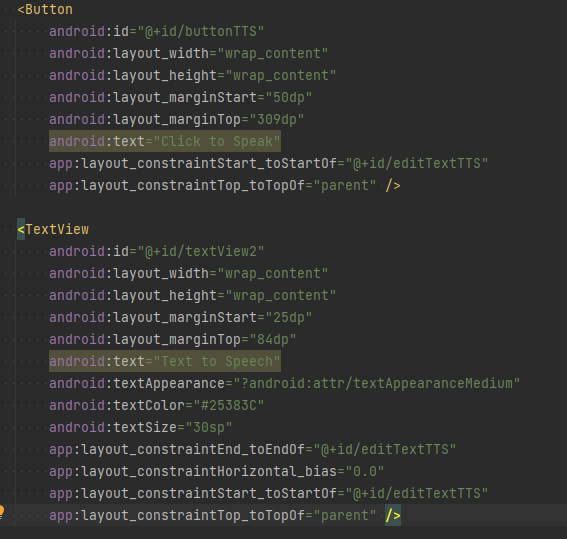 <Button
android:id="@+id/buttonTTS"
android:layout_width="wrap_content"
android:layout_height="wrap_content"
android:layout_marginStart="50dp"
android:layout_marginTop="309dp"
android:text="Click to Speak"
app:layout_constraintStart_toStartOf="@+id/editTextTTS"
app:layout_constraintTop_toTopOf="parent" />
<TextView
android:id="@+id/textView2"
android:layout_width="wrap_content"
android:layout_height="wrap_content"
android:layout_marginStart="25dp"
android:layout_marginTop="84dp"
android:text="Text to Speech"
android:textAppearance="?android:attr/textAppearanceMedium"
android:textColor="#25383C"
android:textSize="30sp"
app:layout_constraintEnd_toEndOf="@+id/editTextTTS"
app:layout_constraintHorizontal_bias="0.0"
app:layout_constraintStart_toStartOf="@+id/editTextTTS"
app:layout_constraintTop_toTopOf="parent" />